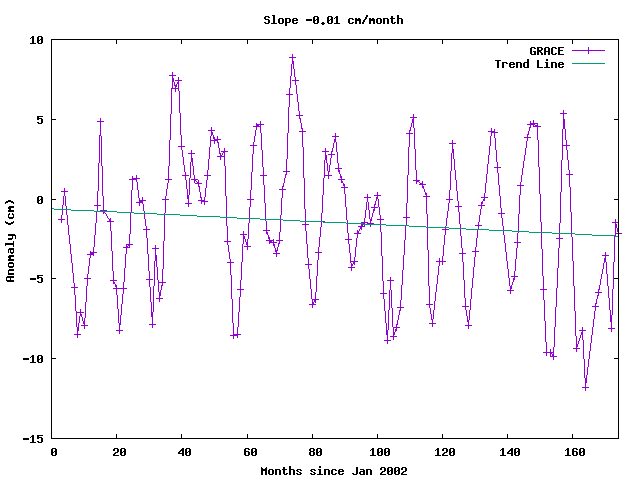 Slope -0.01 cm/month
GRACE
Trend Line
10
5
0
-5
-10
-15
Anomaly (cm)
0 20 40 60 80 100 120 140 160
Months since Jan 2002